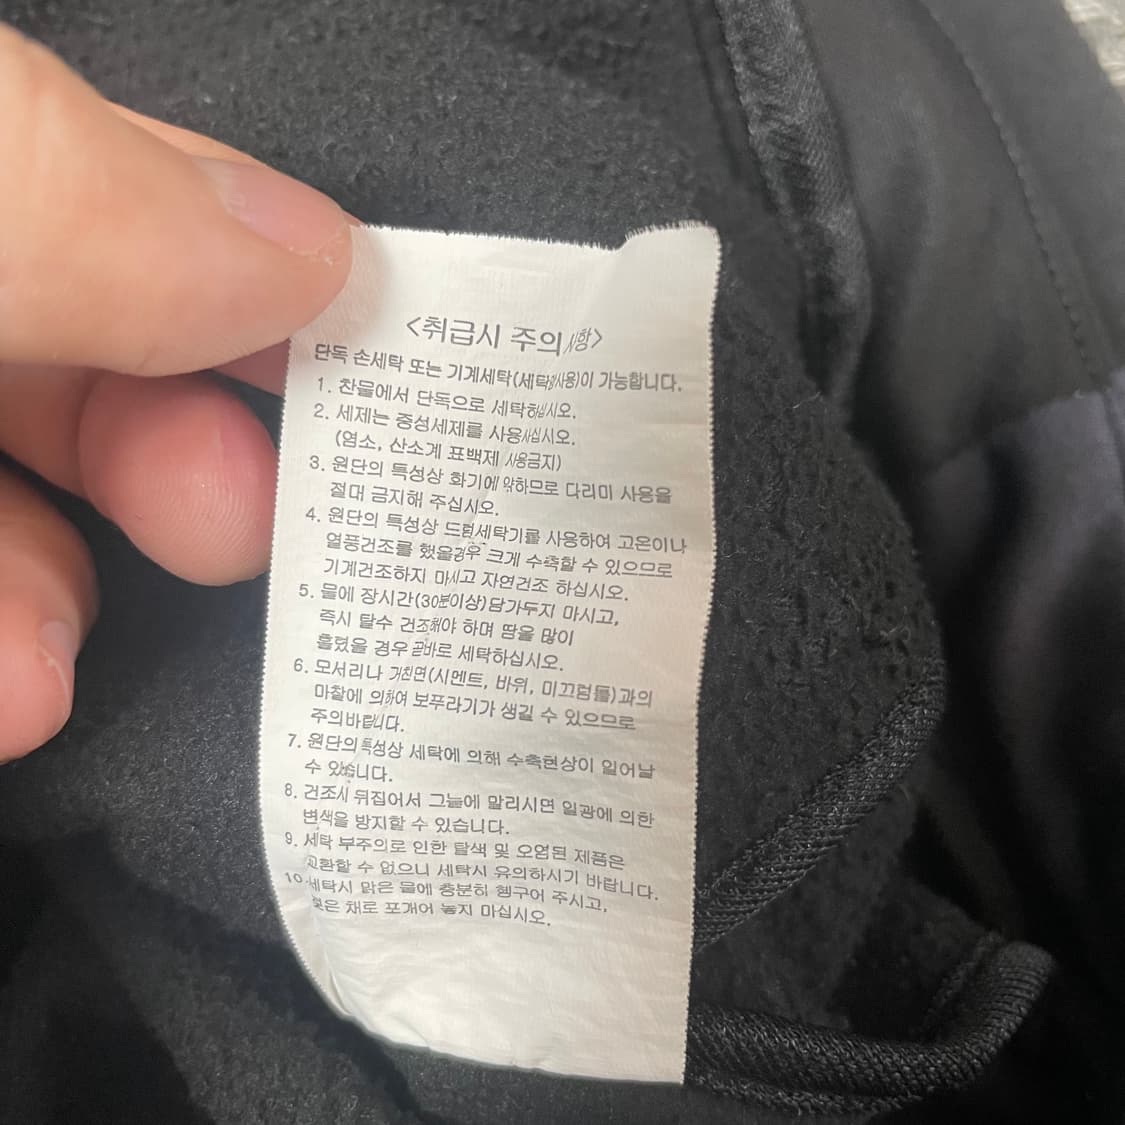 <취급시 주의사항>
단독 손세탁 또는 기계세탁(세탁망사용)이 가능합니다.
1. 찬물에서 단독으로 세탁하십시오.
2. 세제는 중성세제를 사용하십시오.
(염소, 산소계 표백제 사용금지)
3. 원단의 특성상 화기에 약하므로 다리미 사용을
절대 금지해 주십시오.
4. 원단의 특성상 드럼세탁기를 사용하여 고온이나
열풍건조를 했을경우 크게 수축할 수 있으므로
기계건조하지 마시고 자연건조 하십시오.
5. 물에 장시간(30분이상)담가두지 마시고,
즉시 탈수 건조해야 하며 땀을 많이
흘렸을 경우 곧바로 세탁하십시오.
6. 모서리나 거친면(시멘트, 바위, 미끄럼틀)과의
마찰에 의하여 보푸라기가 생길 수 있으므로
주의바랍니다.
7. 원단의특성상 세탁에 의해 수축현상이 일어날
수 있습니다.
8. 건조시 뒤집어서 그늘에 말리시면 일광에 의한
변색을 방지할 수 있습니다.
9. 세탁 부주의로 인한 탈색 및 오염된 제품은
교환할 수 없으니 세탁시 유의하시기 바랍니다.
10. 세탁시 맑은 물에 충분히 헹구어 주시고,
젖은 채로 포개어 놓지 마십시오.